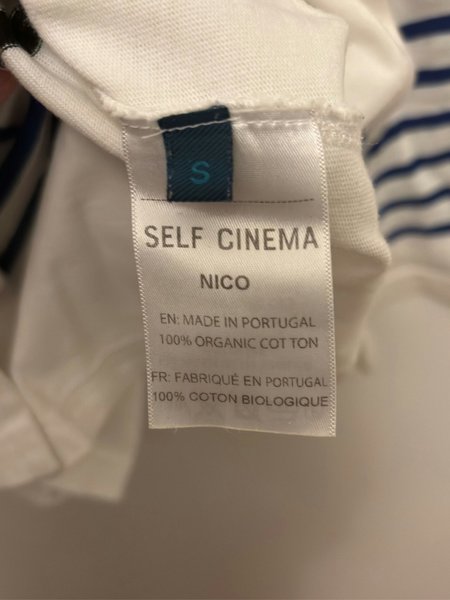 S
SELF CINEMA
NICO
EN: MADE IN PORTUGAL
100% ORGANIC COTTON
FR: FABRIQUÉ EN PORTUGAL
100% COTON BIOLOGIQUE